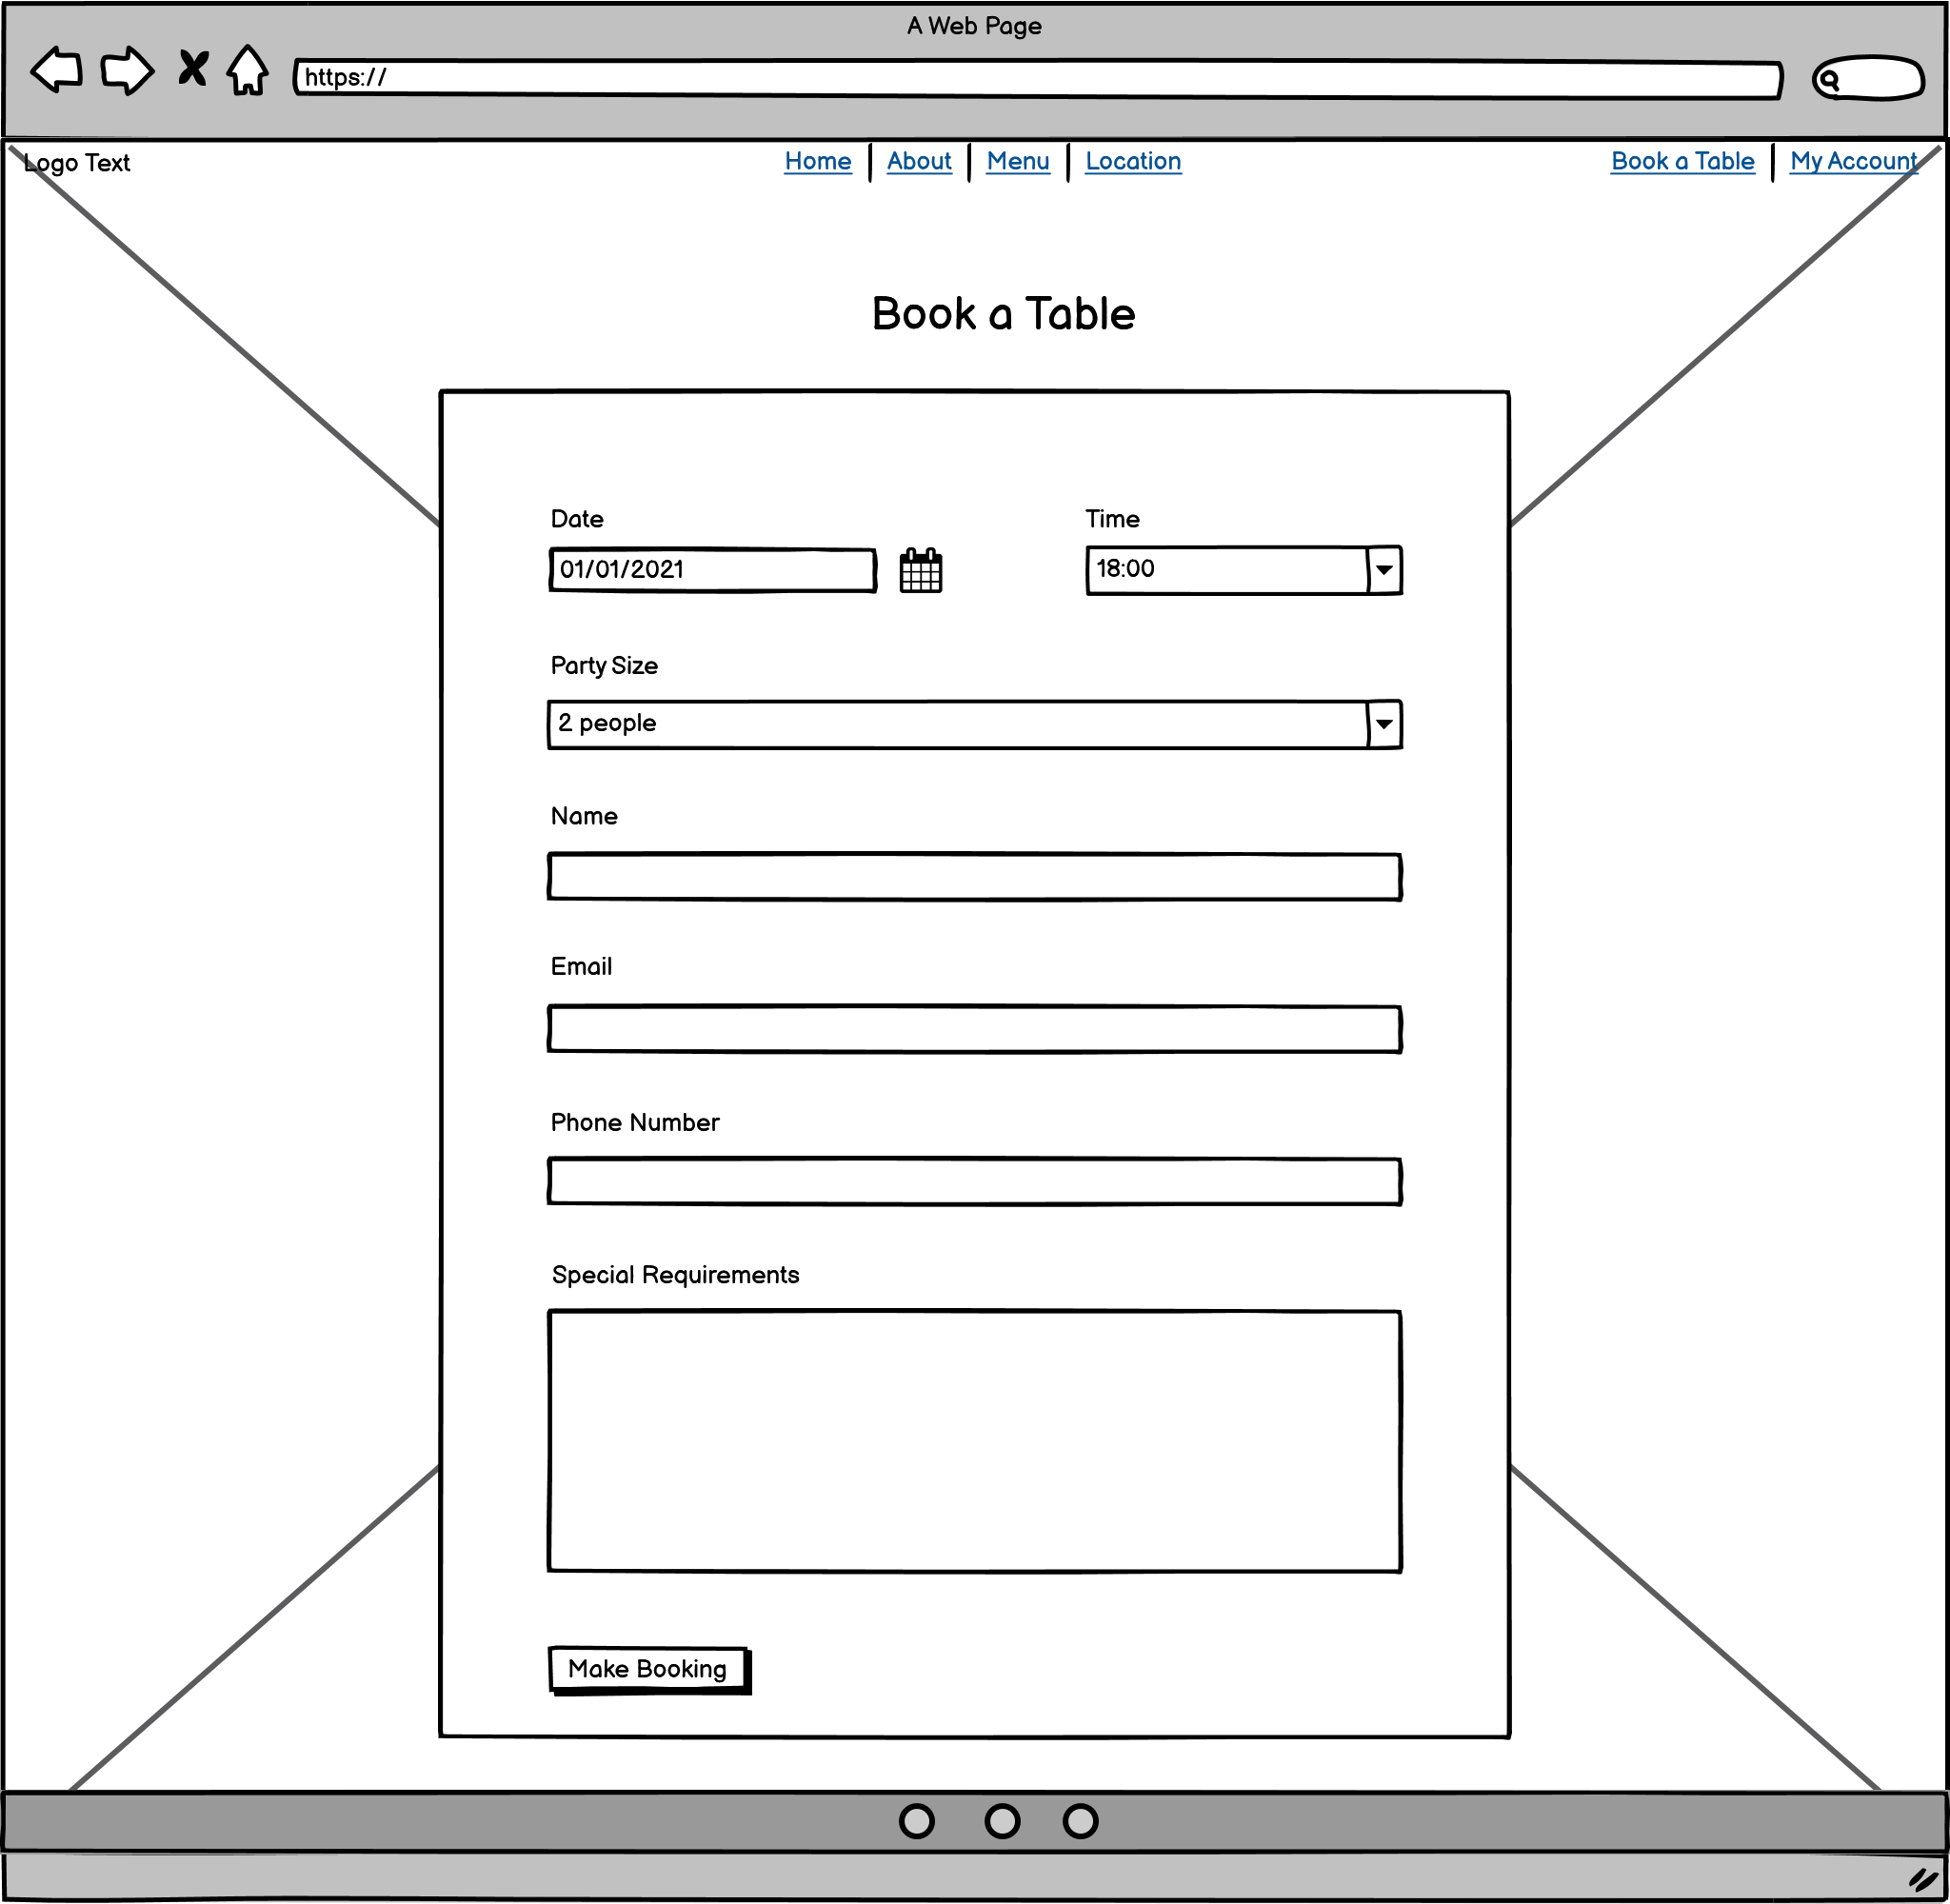 A Web Page
https://
Logo Text
Home About Menu Location
Book a Table My Account
Book a Table
Date
Time
01/01/2021
18:00
Party Size
2 people
Name
Email
Phone Number
Special Requirements
Make Booking